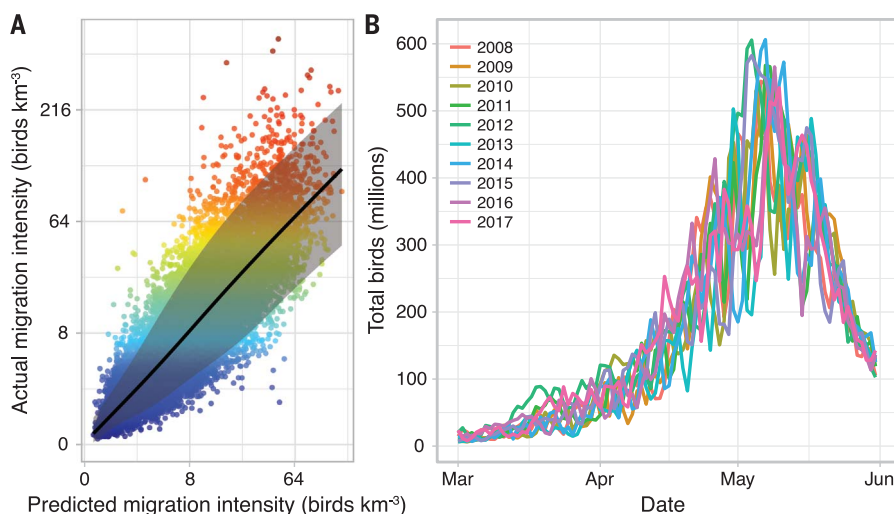 A
Actual migration intensity (birds km-3)
216
64
8
0
0 8 64
Predicted migration intensity (birds km-3)
B
Total birds (millions)
600
500
400
300
200
100
0
2008
2009
2010
2011
2012
2013
2014
2015
2016
2017
Mar Apr May Jun
Date